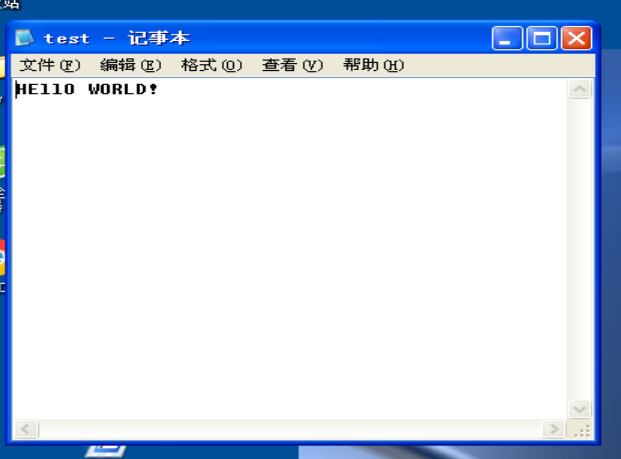 站
test - 记事本
文件(F) 编辑(E) 格式(O) 查看(V) 帮助(H)
HEllO WORLD!